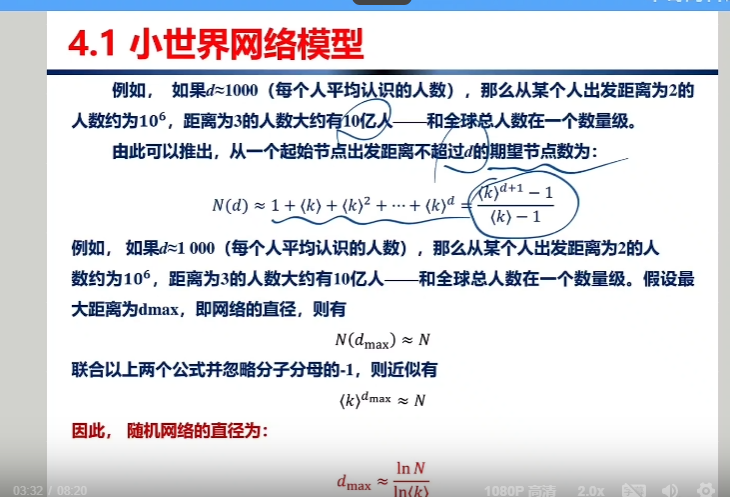 4.1 小世界网络模型
例如， 如果d≈1000（每个人平均认识的人数），那么从某个人出发距离为2的
人数约为10⁶，距离为3的人数大约有10亿人——和全球总人数在一个数量级。
由此可以推出，从一个起始节点出发距离不超过d的期望节点数为：
N(d) ≈ 1 + ⟨k⟩ + ⟨k⟩² + ⋯ + ⟨k⟩ᵈ = (⟨k⟩ᵈ⁺¹ − 1) / (⟨k⟩ − 1)
例如， 如果d≈1 000（每个人平均认识的人数），那么从某个人出发距离为2的人
数约为10⁶，距离为3的人数大约有10亿人——和全球总人数在一个数量级。假设最
大距离为dmax，即网络的直径，则有
N(d_max) ≈ N
联合以上两个公式并忽略分子分母的-1，则近似有
⟨k⟩^d_max ≈ N
因此， 随机网络的直径为：
d_max ≈ ln N / ln⟨k⟩
03:32 / 08:20 1080P 高清 2.0x